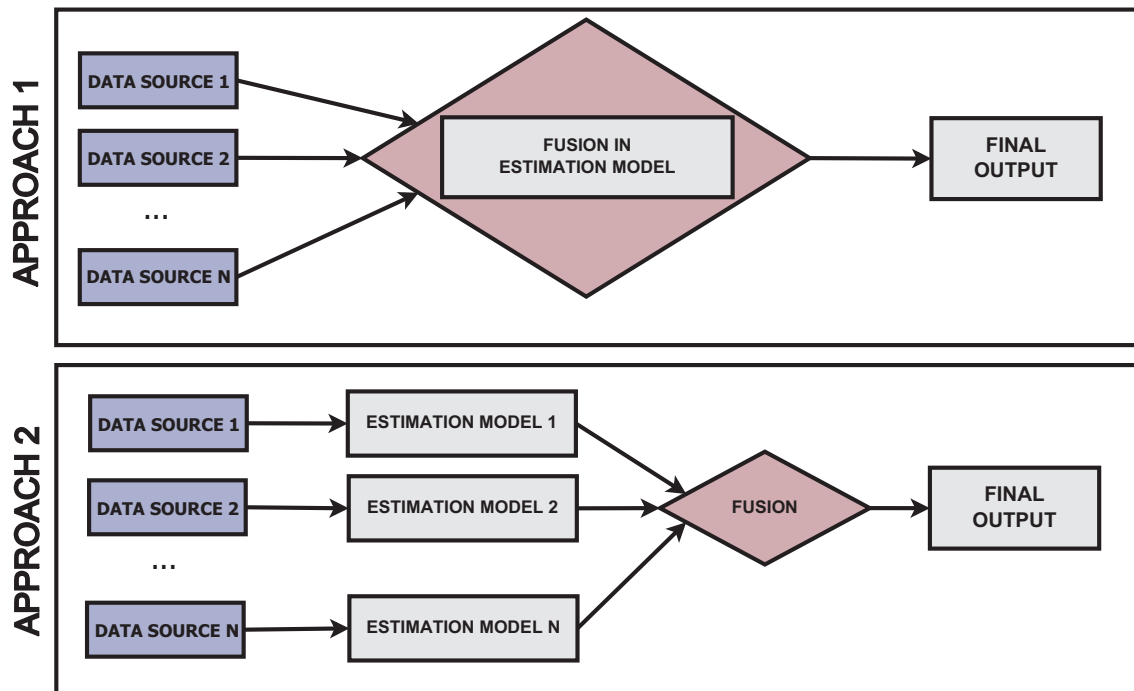 APPROACH 1
DATA SOURCE 1
DATA SOURCE 2
...
DATA SOURCE N
FUSION IN
ESTIMATION MODEL
FINAL
OUTPUT
APPROACH 2
DATA SOURCE 1
ESTIMATION MODEL 1
DATA SOURCE 2
ESTIMATION MODEL 2
...
DATA SOURCE N
ESTIMATION MODEL N
FUSION
FINAL
OUTPUT